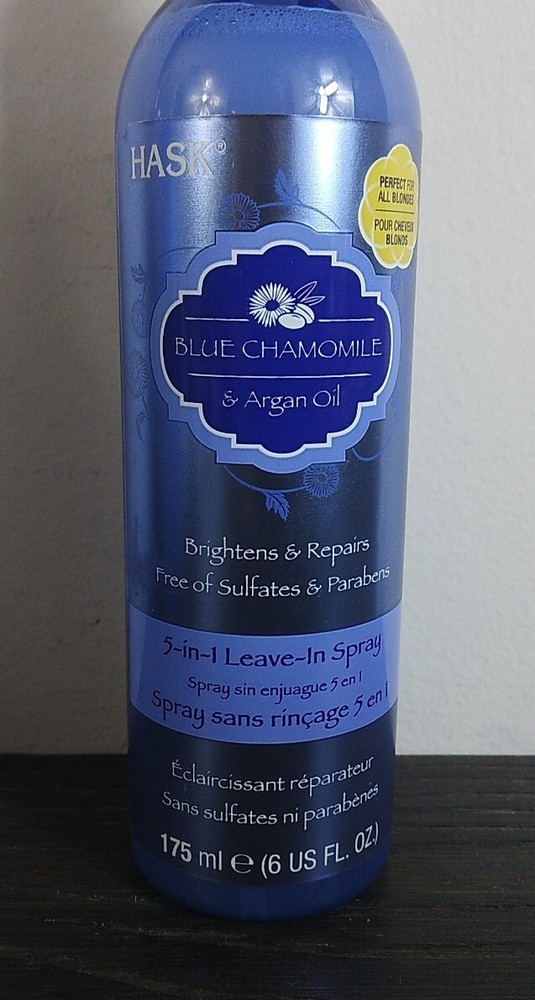 HASK®
PERFECT FOR
ALL BLONDES
POUR CHEVEUX
BLONDS
BLUE CHAMOMILE
& Argan Oil
Brightens & Repairs
Free of Sulfates & Parabens
5-in-1 Leave-In Spray
Spray sin enjuague 5 en 1
Spray sans rinçage 5 en 1
Éclaircissant réparateur
Sans sulfates ni parabènes
175 ml ℮ (6 US FL. OZ.)